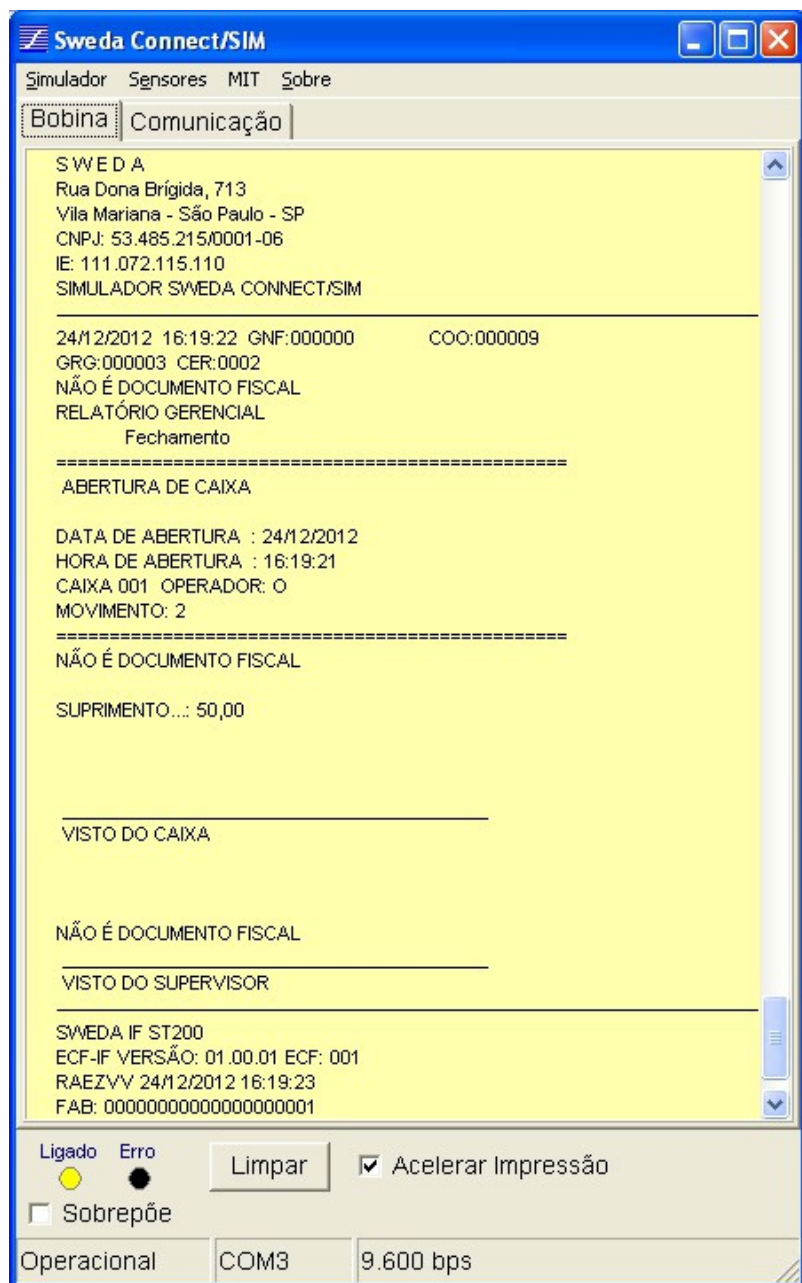 Sweda Connect/SIM
Simulador Sensores MIT Sobre
Bobina Comunicação
S W E D A
Rua Dona Brígida, 713
Vila Mariana - São Paulo - SP
CNPJ: 53.485.215/0001-06
IE: 111.072.115.110
SIMULADOR SWEDA CONNECT/SIM
24/12/2012 16:19:22 GNF:000000 COO:000009
GRG:000003 CER:0002
NÃO É DOCUMENTO FISCAL
RELATÓRIO GERENCIAL
Fechamento
================================================
ABERTURA DE CAIXA
DATA DE ABERTURA : 24/12/2012
HORA DE ABERTURA : 16:19:21
CAIXA 001 OPERADOR: O
MOVIMENTO: 2
================================================
NÃO É DOCUMENTO FISCAL
SUPRIMENTO...: 50,00
VISTO DO CAIXA
NÃO É DOCUMENTO FISCAL
VISTO DO SUPERVISOR
SWEDA IF ST200
ECF-IF VERSÃO: 01.00.01 ECF: 001
RAEZVV 24/12/2012 16:19:23
FAB: 00000000000000000001
Ligado Erro
Limpar Acelerar Impressão
Sobrepõe
Operacional COM3 9.600 bps